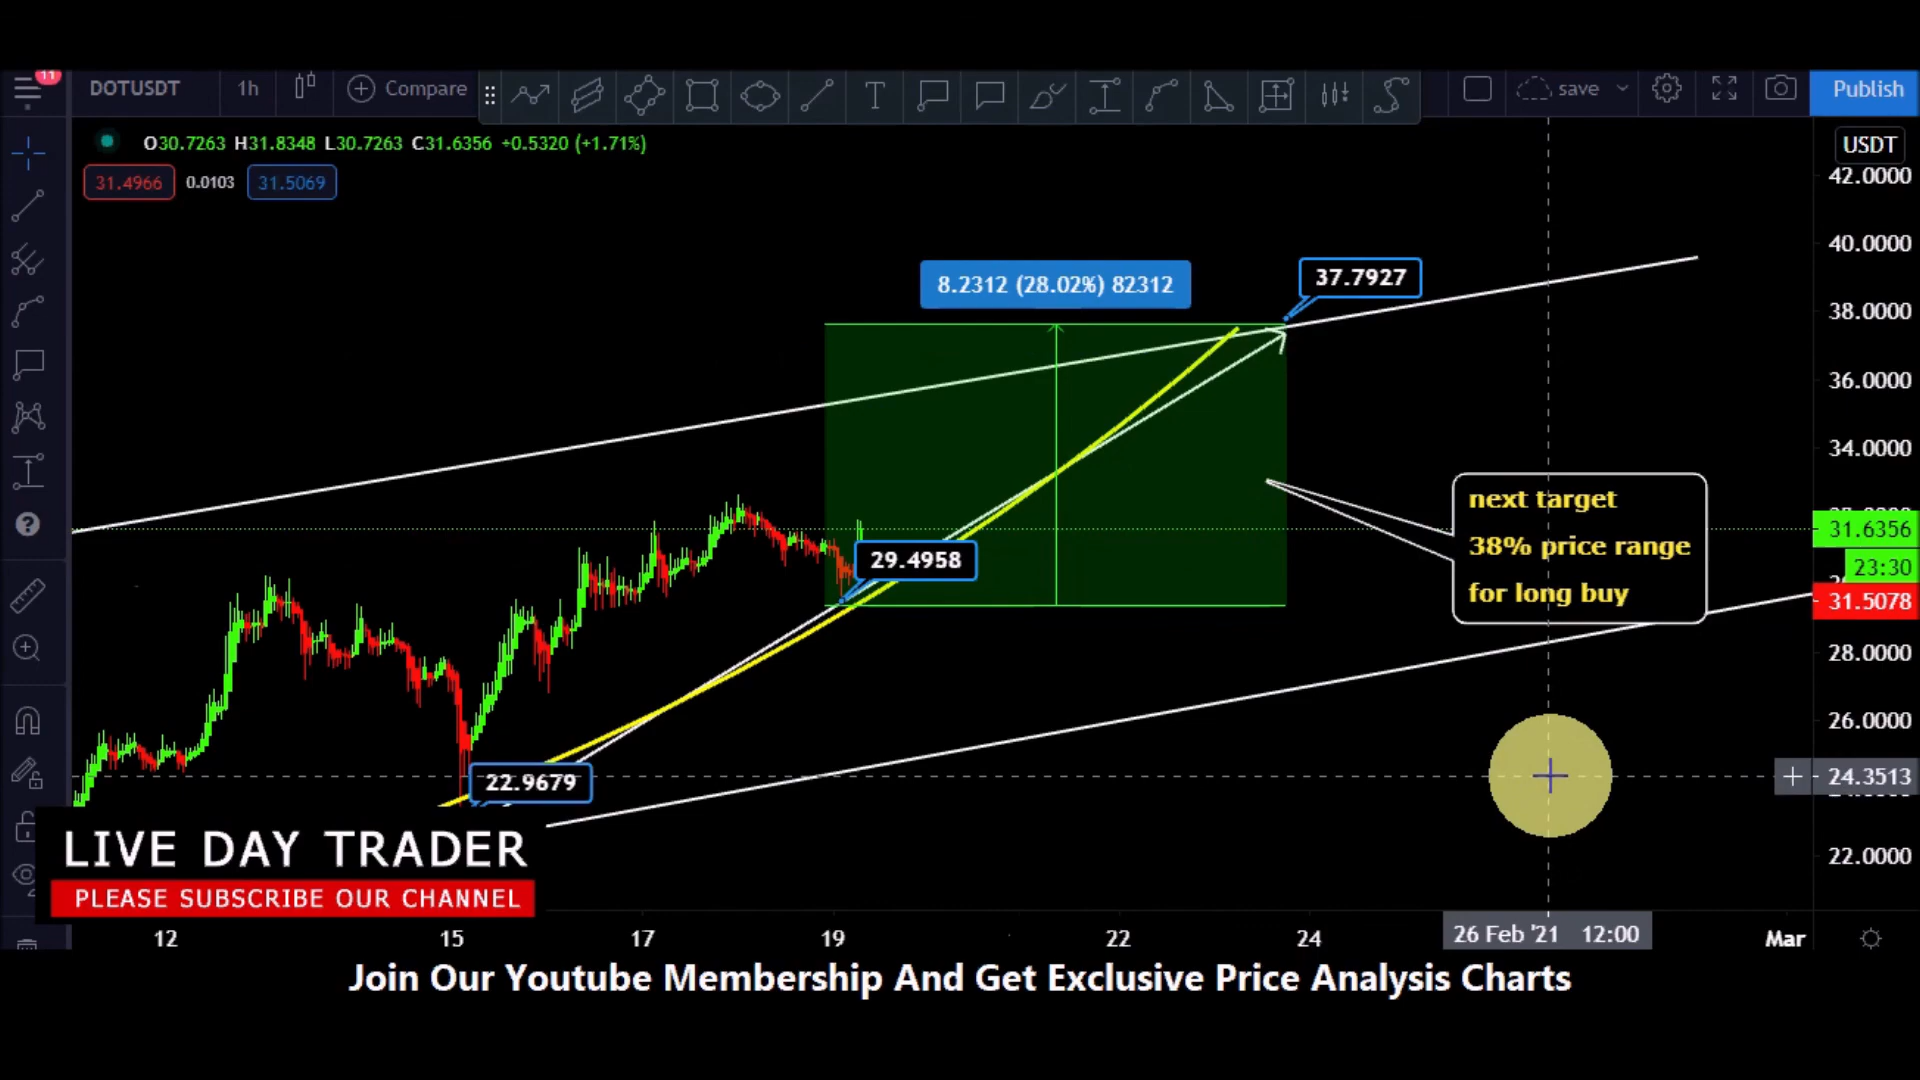 11
DOTUSDT 1h Compare T save Publish
O30.7263 H31.8348 L30.7263 C31.6356 +0.5320 (+1.71%)
USDT
31.4966 0.0103 31.5069
42.0000
40.0000
8.2312 (28.02%) 82312
37.7927
38.0000
36.0000
34.0000
next target
38% price range
for long buy
31.6356
29.4958
23:30
31.5078
28.0000
26.0000
22.9679
24.3513
LIVE DAY TRADER
22.0000
PLEASE SUBSCRIBE OUR CHANNEL
12 15 17 19 22 24 26 Feb '21 12:00 Mar
Join Our Youtube Membership And Get Exclusive Price Analysis Charts